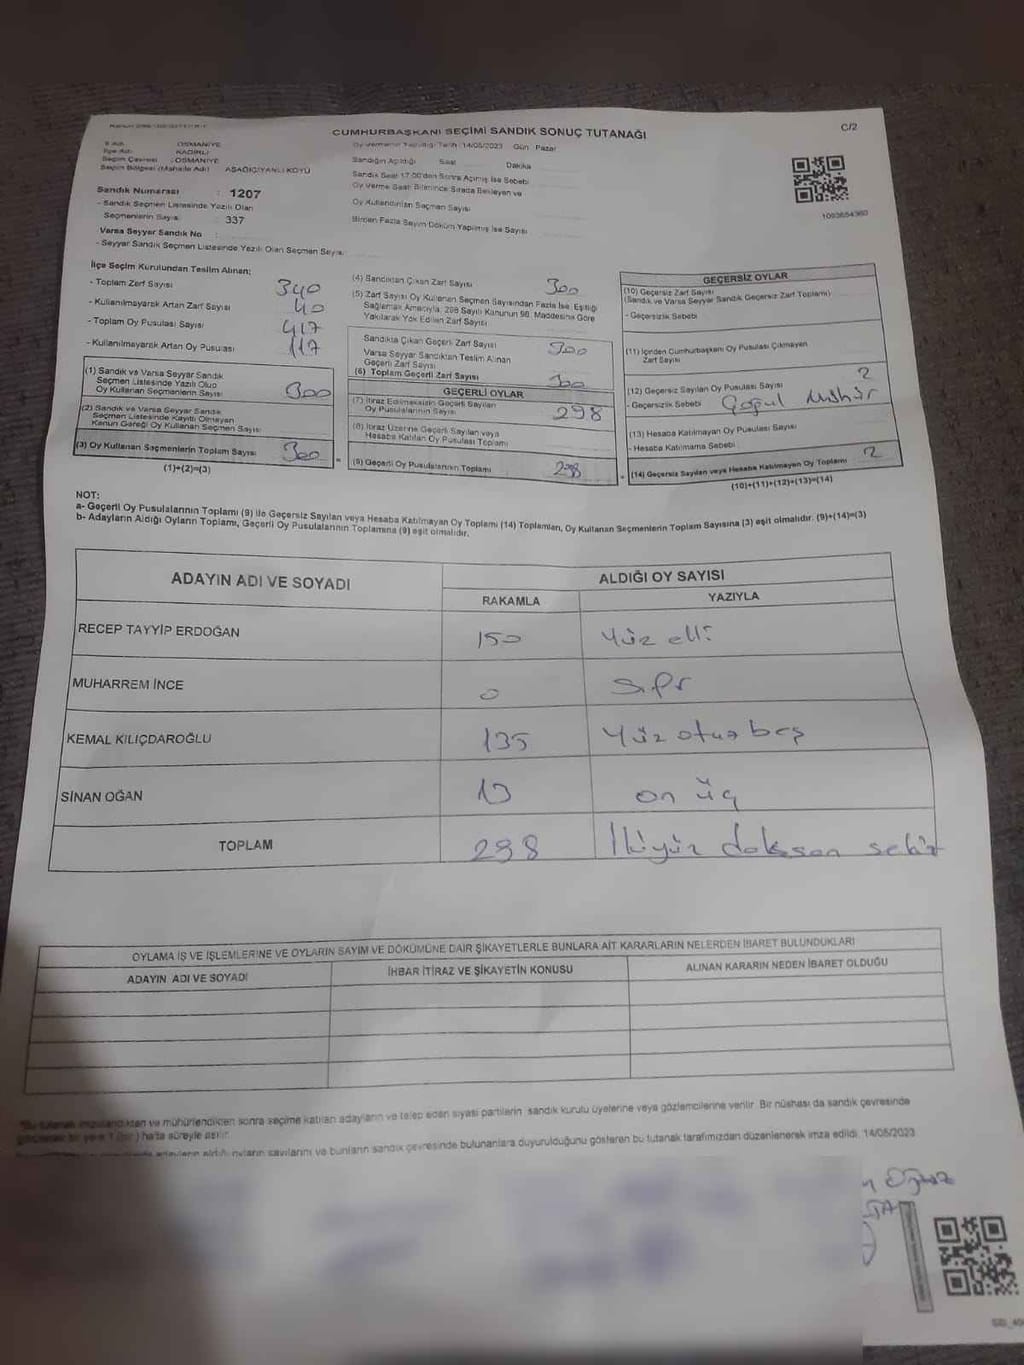 CUMHURBAŞKANI SEÇİMİ SANDIK SONUÇ TUTANAĞI
C/2
İl Adı : OSMANİYE
İlçe Adı : KADİRLİ
Seçim Çevresi : OSMANİYE
Seçim Bölgesi (Mahalle Adı) AŞAĞIÇIYANLI KÖYÜ
Sandık Numarası : 1207
- Sandık Seçmen Listesinde Yazılı Olan
Seçmenlerin Sayısı : 337
Varsa Seyyar Sandık No :
- Seyyar Sandık Seçmen Listesinde Yazılı Olan Seçmen Sayısı
Oy Vermenin Yapıldığı Tarih : 14/05/2023 Gün Pazar
Sandığın Açıldığı Saat Dakika
Sandık Saat 17:00'den Sonra Açılmış İse Sebebi
Oy Verme Saati Bitiminde Sırada Bekleyen ve
Oy Kullandırılan Seçmen Sayısı
Birden Fazla Sayım Döküm Yapılmış İse Sayısı
1093654360
İlçe Seçim Kurulundan Teslim Alınan;
- Toplam Zarf Sayısı 340
- Kullanılmayarak Artan Zarf Sayısı 40
- Toplam Oy Pusulası Sayısı 417
- Kullanılmayarak Artan Oy Pusulası 117
(1) Sandık ve Varsa Seyyar Sandık
Seçmen Listesinde Yazılı Olup
Oy Kullanan Seçmenlerin Sayısı 300
(2) Sandık ve Varsa Seyyar Sandık
Seçmen Listesinde Kayıtlı Olmayan
Kanun Gereği Oy Kullanan Seçmen Sayısı
(3) Oy Kullanan Seçmenlerin Toplam Sayısı 300
(1)+(2)=(3)
(4) Sandıktan Çıkan Zarf Sayısı 300
(5) Zarf Sayısı Oy Kullanan Seçmen Sayısından Fazla İse, Eşitliği
Sağlamak Amacıyla, 298 Sayılı Kanunun 98. Maddesine Göre
Yakılarak Yok Edilen Zarf Sayısı
Sandıkta Çıkan Geçerli Zarf Sayısı 300
Varsa Seyyar Sandıktan Teslim Alınan
Geçerli Zarf Sayısı
(6) Toplam Geçerli Zarf Sayısı 300
GEÇERLİ OYLAR
(7) İtiraz Edilmeksizin Geçerli Sayılan
Oy Pusulalarının Sayısı 298
(8) İtiraz Üzerine Geçerli Sayılan veya
Hesaba Katılan Oy Pusulası Toplamı
(9) Geçerli Oy Pusulalarının Toplamı 298
GEÇERSİZ OYLAR
(10) Geçersiz Zarf Sayısı
(Sandık ve Varsa Seyyar Sandık Geçersiz Zarf Toplamı)
- Geçersizlik Sebebi
(11) İçinden Cumhurbaşkanı Oy Pusulası Çıkmayan
Zarf Sayısı
(12) Geçersiz Sayılan Oy Pusulası Sayısı 2
- Geçersizlik Sebebi Çoğul Mühür
(13) Hesaba Katılmayan Oy Pusulası Sayısı
- Hesaba Katılmama Sebebi
(14) Geçersiz Sayılan veya Hesaba Katılmayan Oy Toplamı 2
(10)+(11)+(12)+(13)=(14)
NOT:
a- Geçerli Oy Pusulalarının Toplamı (9) ile Geçersiz Sayılan veya Hesaba Katılmayan Oy Toplamı (14) Toplamları, Oy Kullanan Seçmenlerin Toplam Sayısına (3) eşit olmalıdır. (9)+(14)=(3)
b- Adayların Aldığı Oyların Toplamı, Geçerli Oy Pusulalarının Toplamına (9) eşit olmalıdır.
ADAYIN ADI VE SOYADI
ALDIĞI OY SAYISI
RAKAMLA YAZIYLA
RECEP TAYYİP ERDOĞAN 150 Yüz elli
MUHARREM İNCE 0 Sıfır
KEMAL KILIÇDAROĞLU 135 Yüz otuz beş
SİNAN OĞAN 13 on üç
TOPLAM 298 İkiyüz doksan sekiz
OYLAMA İŞ VE İŞLEMLERİNE VE OYLARIN SAYIM VE DÖKÜMÜNE DAİR ŞİKAYETLERLE BUNLARA AİT KARARLARIN NELERDEN İBARET BULUNDUKLARI
ADAYIN ADI VE SOYADI İHBAR İTİRAZ VE ŞİKAYETİN KONUSU ALINAN KARARIN NEDEN İBARET OLDUĞU
ve mühürlendikten sonra seçime katılan adayların ve talep eden siyasi partilerin sandık kurulu üyelerine veya gözlemcilerine verilir. Bir nüshası da sandık çevresinde
hafta süreyle asılır.
adayların aldığı oyların sayılarını ve bunların sandık çevresinde bulunanlara duyurulduğunu gösteren bu tutanak tarafımızdan düzenlenerek imza edildi. 14/05/2023